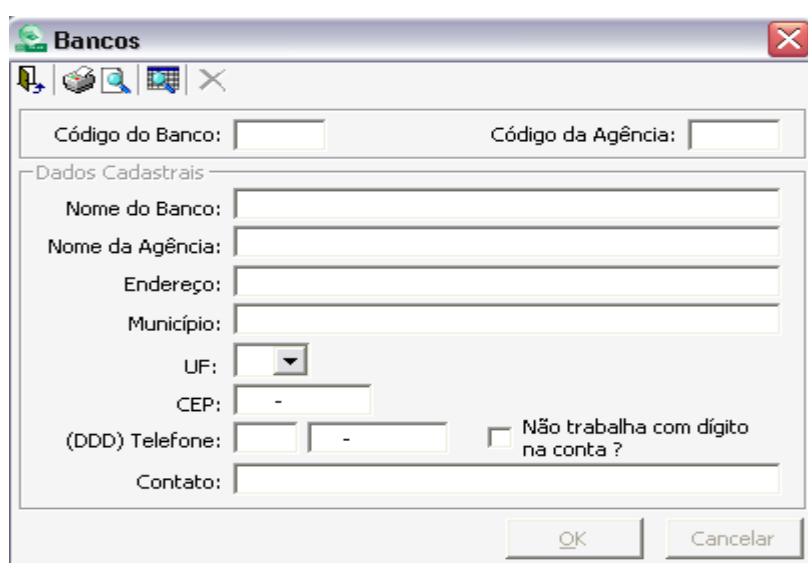 Bancos
Código do Banco: Código da Agência:
Dados Cadastrais
Nome do Banco:
Nome da Agência:
Endereço:
Município:
UF:
CEP: -
(DDD) Telefone: - Não trabalha com dígito
na conta ?
Contato:
OK Cancelar